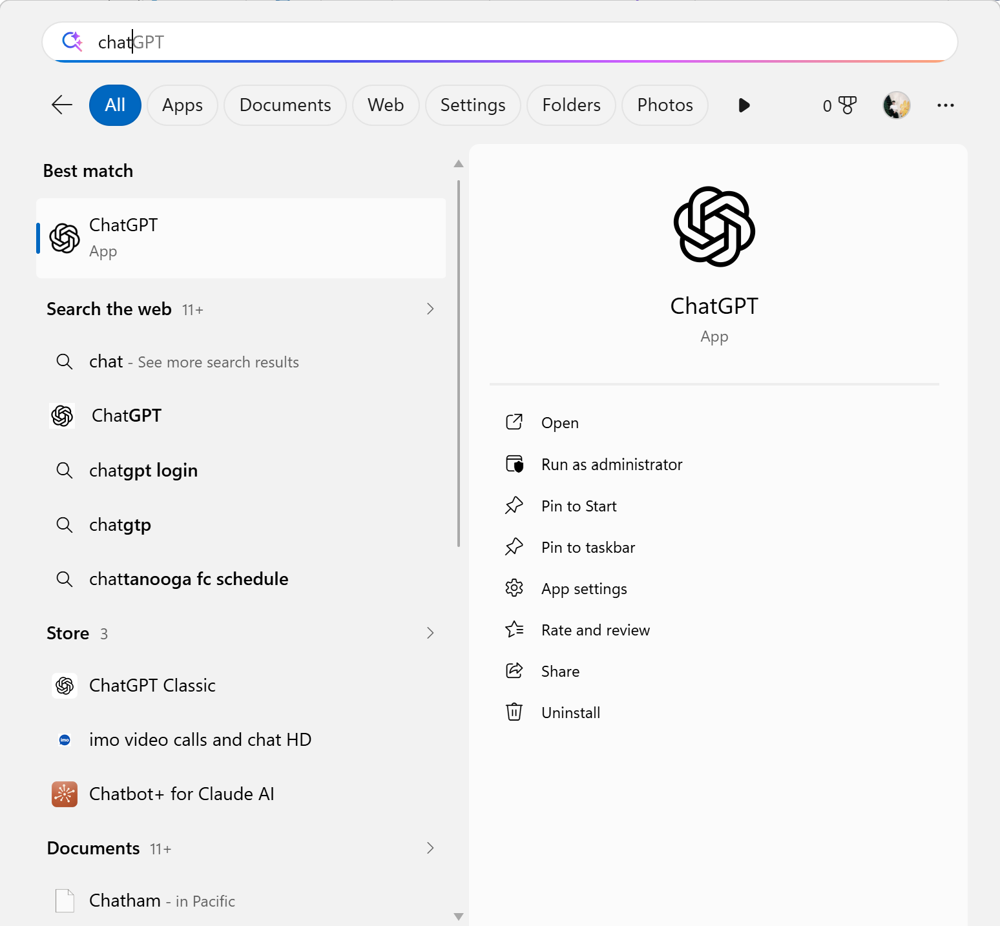 chatGPT
All Apps Documents Web Settings Folders Photos 0
Best match
ChatGPT
App
Search the web 11+
chat - See more search results
ChatGPT
chatgpt login
chatgtp
chattanooga fc schedule
Store 3
ChatGPT Classic
imo
imo video calls and chat HD
Chatbot+ for Claude AI
Documents 11+
Chatham - in Pacific
ChatGPT
App
Open
Run as administrator
Pin to Start
Pin to taskbar
App settings
Rate and review
Share
Uninstall